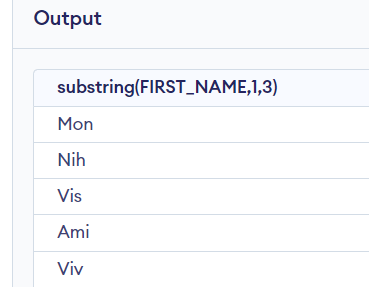 Output
substring(FIRST_NAME,1,3)
Mon
Nih
Vis
Ami
Viv